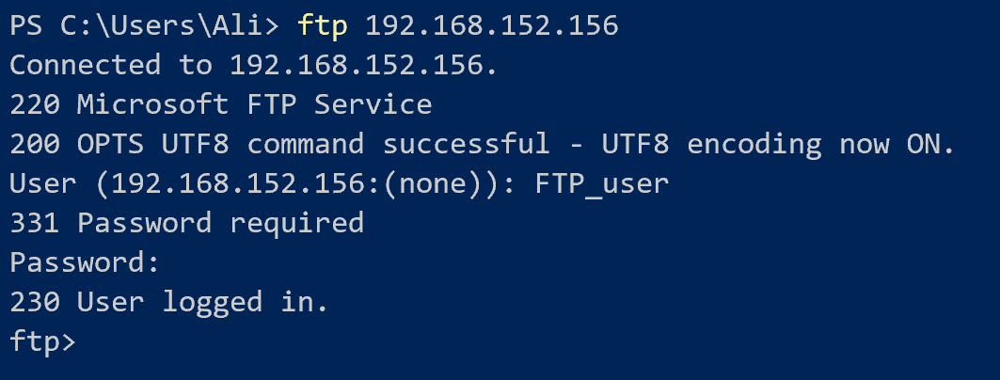 PS C:\Users\Ali> ftp 192.168.152.156
Connected to 192.168.152.156.
220 Microsoft FTP Service
200 OPTS UTF8 command successful - UTF8 encoding now ON.
User (192.168.152.156:(none)): FTP_user
331 Password required
Password:
230 User logged in.
ftp>